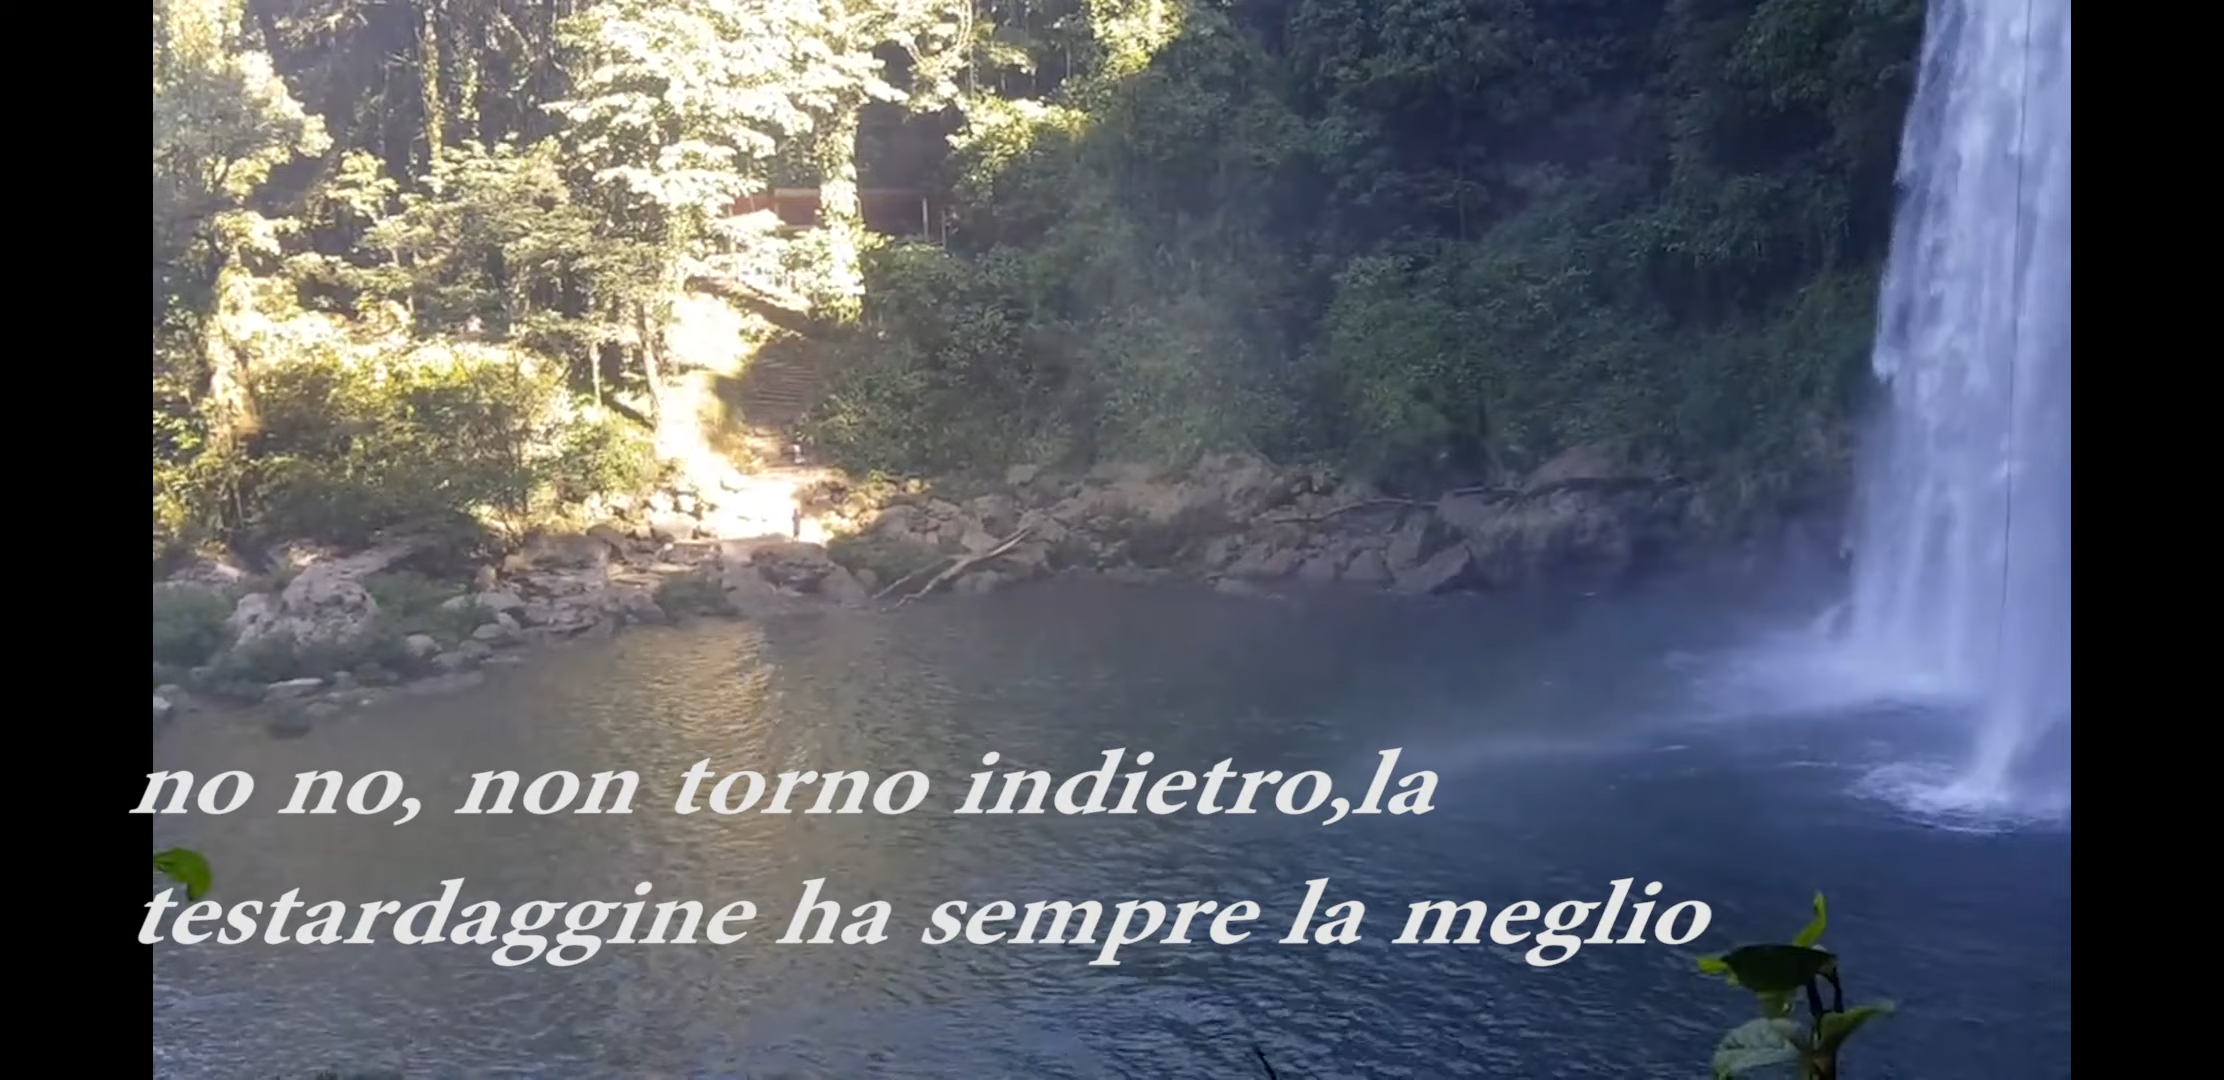 no no, non torno indietro,la
testardaggine ha sempre la meglio